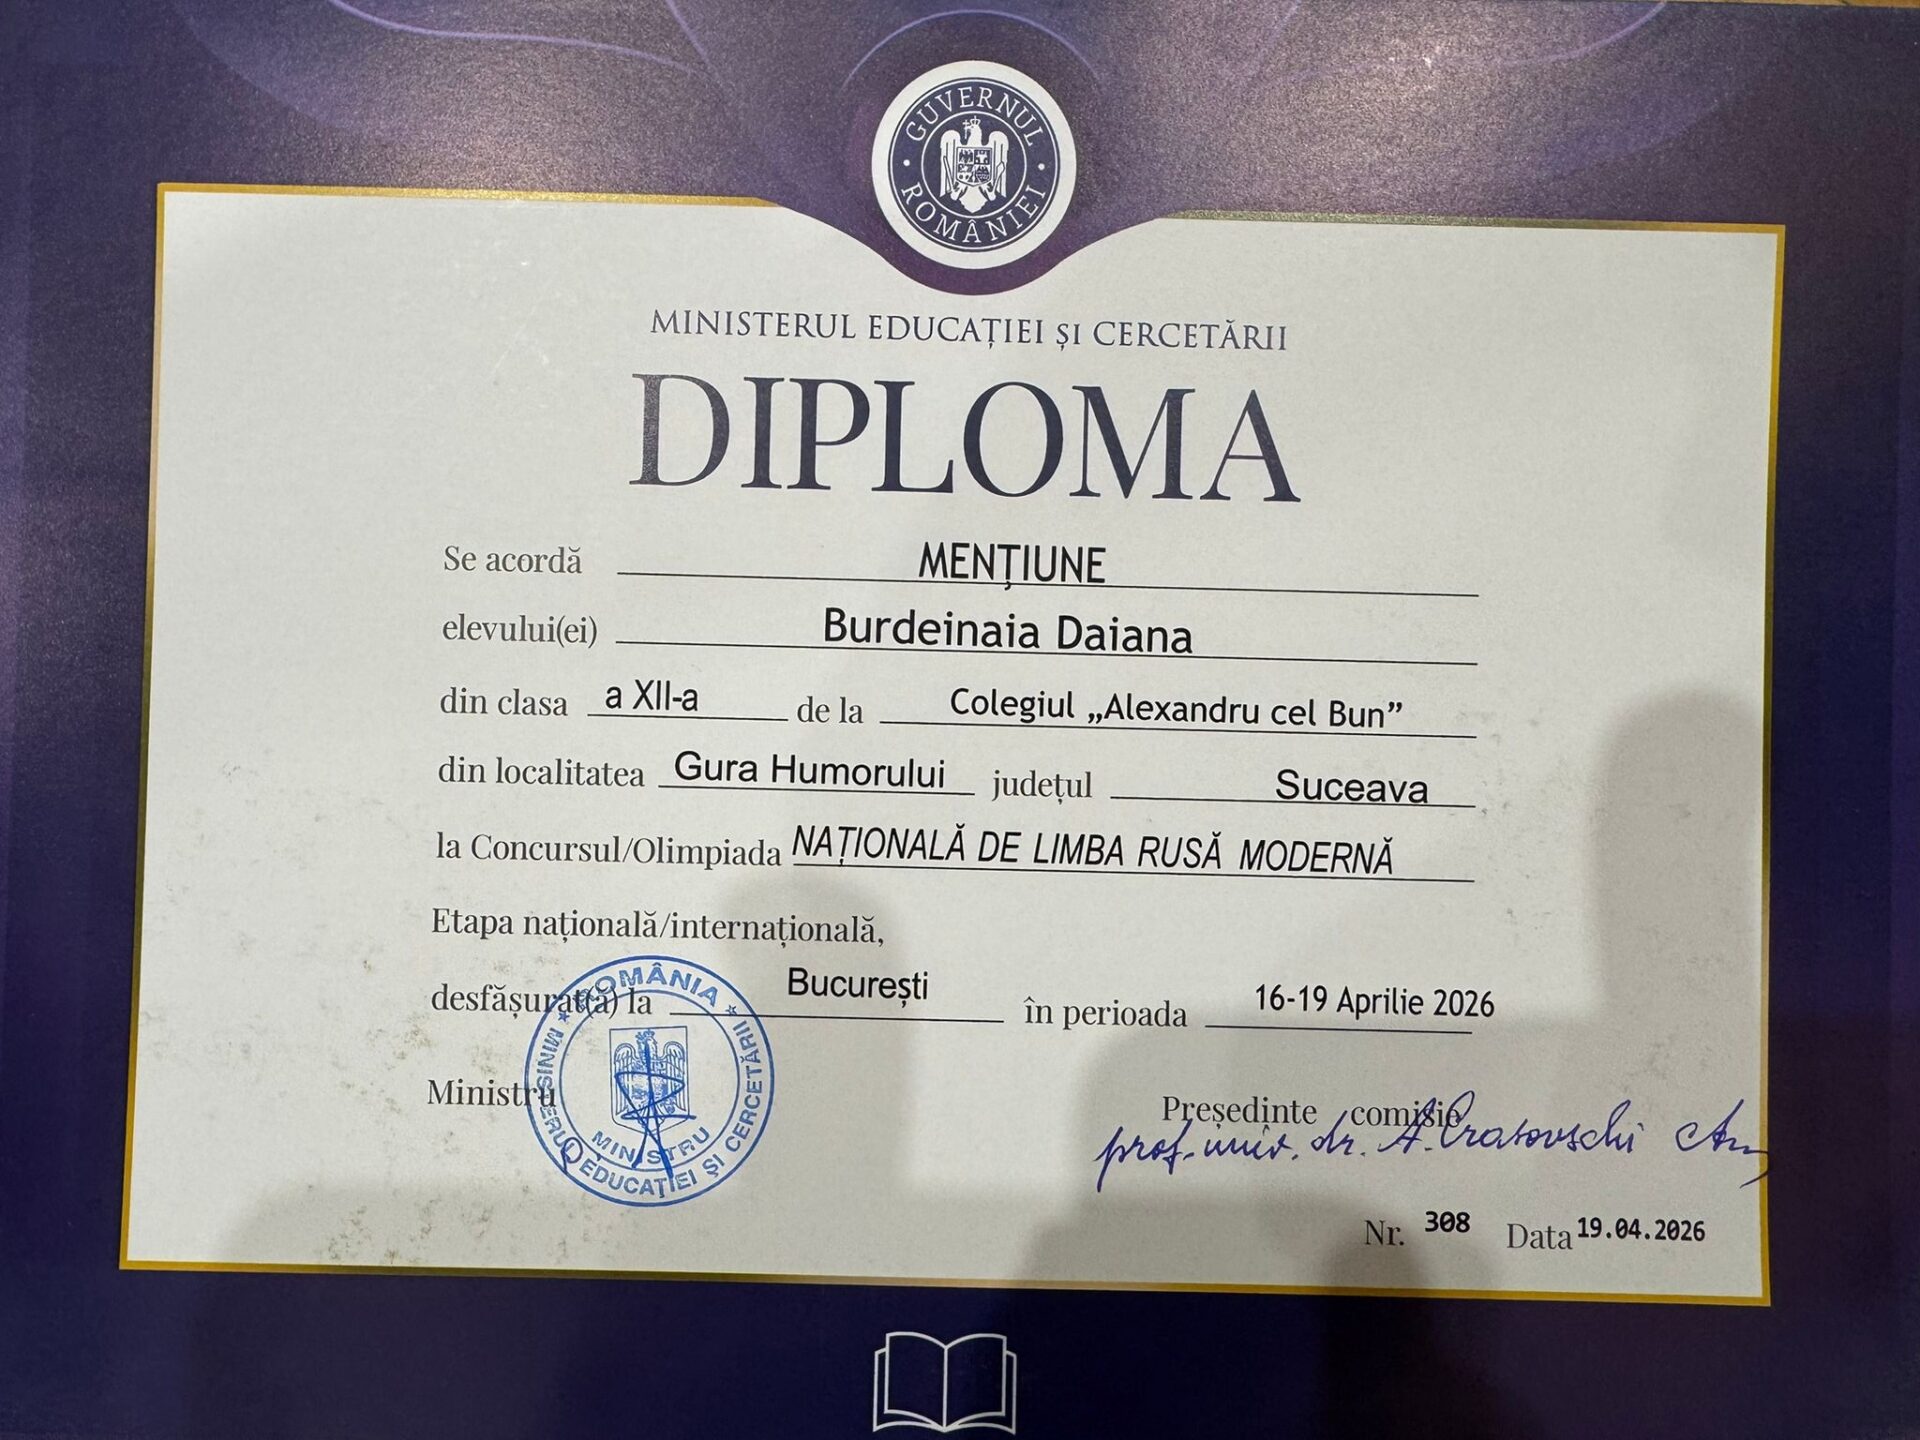 GUVERNUL ROMÂNIEI
MINISTERUL EDUCAȚIEI ȘI CERCETĂRII
DIPLOMA
Se acordă MENȚIUNE
elevului(ei) Burdeinaia Daiana
din clasa a XII-a de la Colegiul „Alexandru cel Bun”
din localitatea Gura Humorului județul Suceava
la Concursul/Olimpiada NAȚIONALĂ DE LIMBA RUSĂ MODERNĂ
Etapa națională/internațională,
desfășurat(ă) la București în perioada 16-19 Aprilie 2026
Ministru Președinte comisie
ROMÂNIA
MINISTERUL EDUCAȚIEI ȘI CERCETĂRII
MINISTRU
prof. univ. dr. A. Crasovschi
Nr. 308 Data 19.04.2026